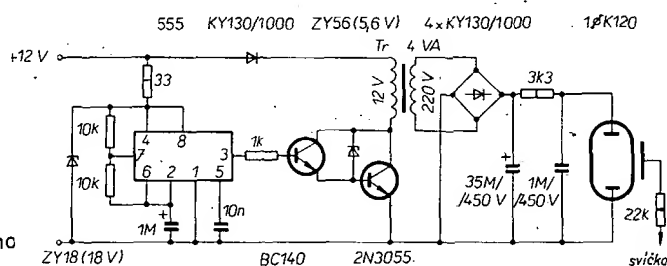 555 KY130/1000 ZY56 (5,6 V) 4xKY130/1000 1ØK120
Tr 4 VA
+12 V
33
12 V
220 V
3k3
10k
4 8
7
3
1k
10k
6 2 1 5
1M
+
10n
+
35M/
/450 V
1M/
/450 V
22k
no
ZY18 (18 V) BC140 2N3055
svíčka